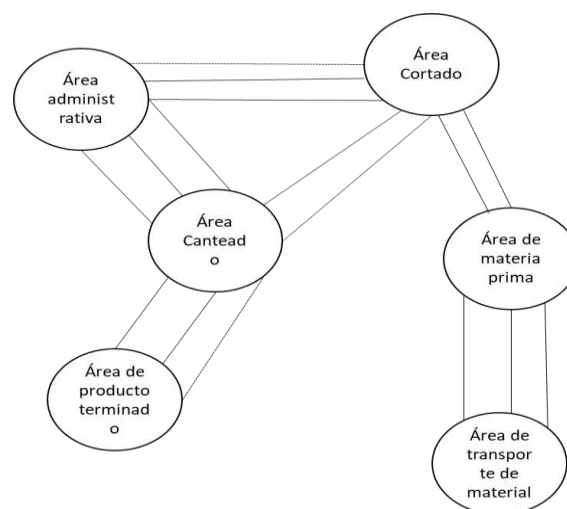 Área
Cortado
Área
administ
rativa
Área
Cantead
o
Área de
materia
prima
Área de
producto
terminad
o
Área de
transpor
te de
material